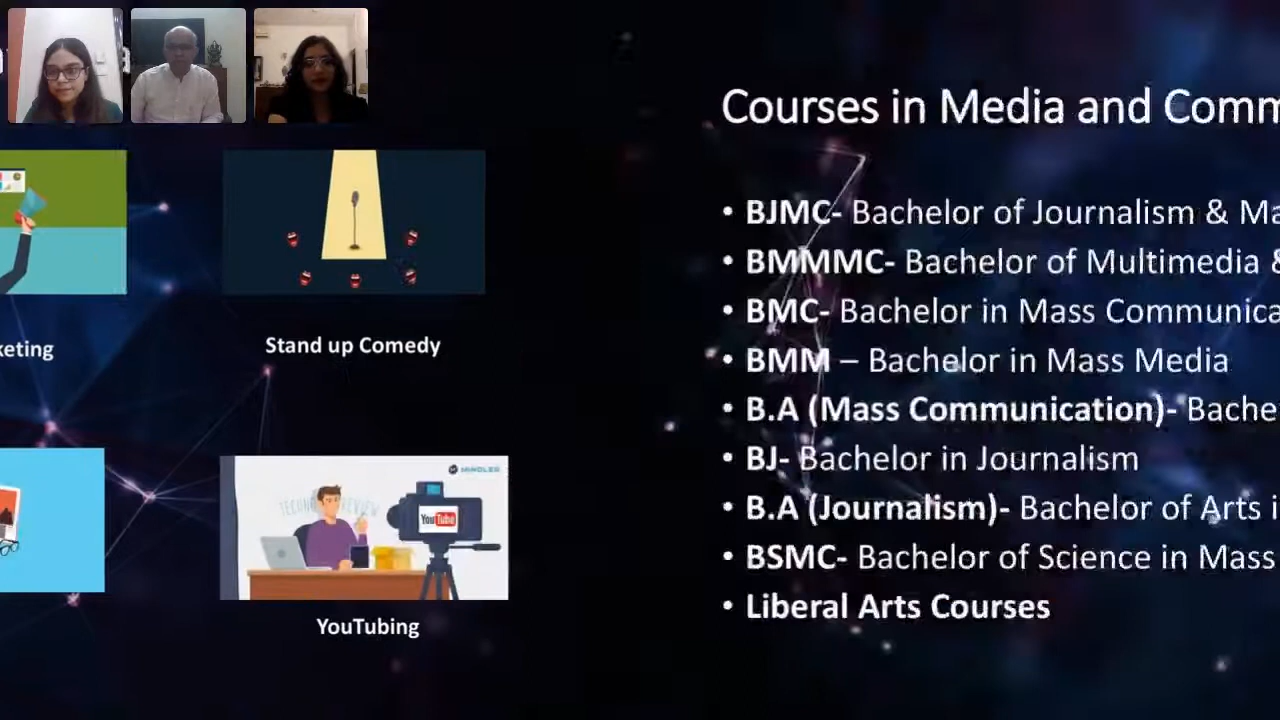 Courses in Media and Comm
keting
Stand up Comedy
• BJMC- Bachelor of Journalism & Ma
• BMMMC- Bachelor of Multimedia &
• BMC- Bachelor in Mass Communica
• BMM – Bachelor in Mass Media
• B.A (Mass Communication)- Bache
• BJ- Bachelor in Journalism
• B.A (Journalism)- Bachelor of Arts i
• BSMC- Bachelor of Science in Mass
• Liberal Arts Courses
MINDLER
YouTube
YouTubing